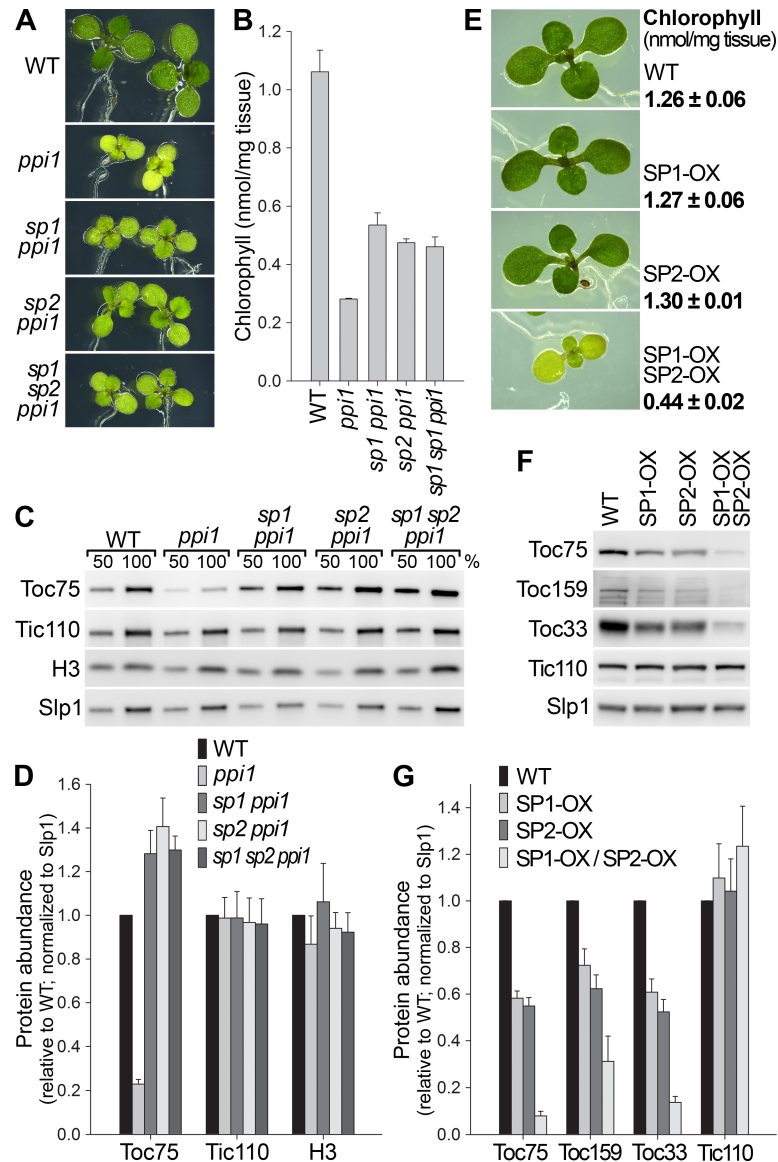 A
WT
ppi1
sp1
ppi1
sp2
ppi1
sp1
sp2
ppi1
B
Chlorophyll (nmol/mg tissue)
1.2
1.0
0.8
0.6
0.4
0.2
0.0
WT
ppi1
sp1 ppi1
sp2 ppi1
sp1 sp1 ppi1
E
Chlorophyll
(nmol/mg tissue)
WT
1.26 ± 0.06
SP1-OX
1.27 ± 0.06
SP2-OX
1.30 ± 0.01
SP1-OX
SP2-OX
0.44 ± 0.02
C
WT
ppi1
sp1
ppi1
sp2
ppi1
sp1 sp2
ppi1
50 100 50 100 50 100 50 100 50 100 %
Toc75
Tic110
H3
Slp1
F
WT
SP1-OX
SP2-OX
SP1-OX
SP2-OX
Toc75
Toc159
Toc33
Tic110
Slp1
D
Protein abundance
(relative to WT; normalized to Slp1)
WT
ppi1
sp1 ppi1
sp2 ppi1
sp1 sp2 ppi1
1.6
1.4
1.2
1.0
0.8
0.6
0.4
0.2
0.0
Toc75 Tic110 H3
G
Protein abundance
(relative to WT; normalized to Slp1)
WT
SP1-OX
SP2-OX
SP1-OX / SP2-OX
1.4
1.2
1.0
0.8
0.6
0.4
0.2
0.0
Toc75 Toc159 Toc33 Tic110